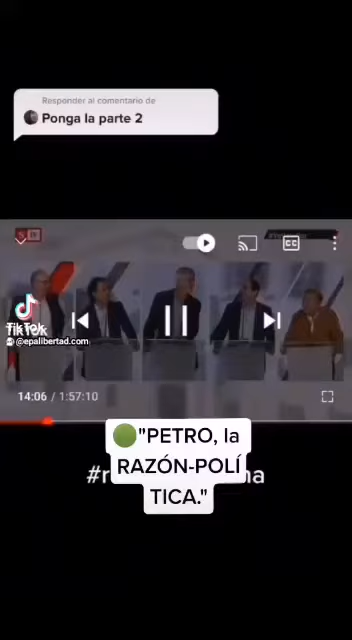 Responder al comentario de
Ponga la parte 2
CC
TikTok
@epalibertad.com
14:06 / 1:57:10
"PETRO, la
RAZÓN-POLÍ
TICA."